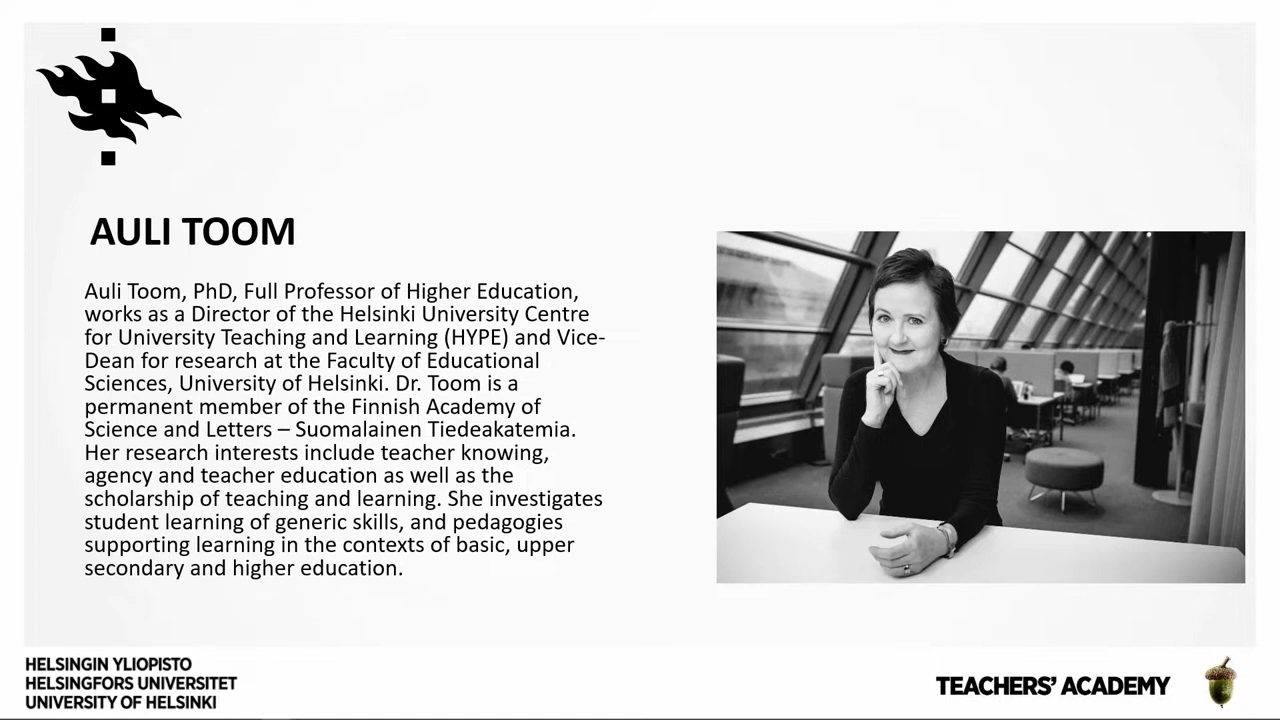 AULI TOOM
Auli Toom, PhD, Full Professor of Higher Education,
works as a Director of the Helsinki University Centre
for University Teaching and Learning (HYPE) and Vice-
Dean for research at the Faculty of Educational
Sciences, University of Helsinki. Dr. Toom is a
permanent member of the Finnish Academy of
Science and Letters – Suomalainen Tiedeakatemia.
Her research interests include teacher knowing,
agency and teacher education as well as the
scholarship of teaching and learning. She investigates
student learning of generic skills, and pedagogies
supporting learning in the contexts of basic, upper
secondary and higher education.
HELSINGIN YLIOPISTO
HELSINGFORS UNIVERSITET
UNIVERSITY OF HELSINKI
TEACHERS’ ACADEMY